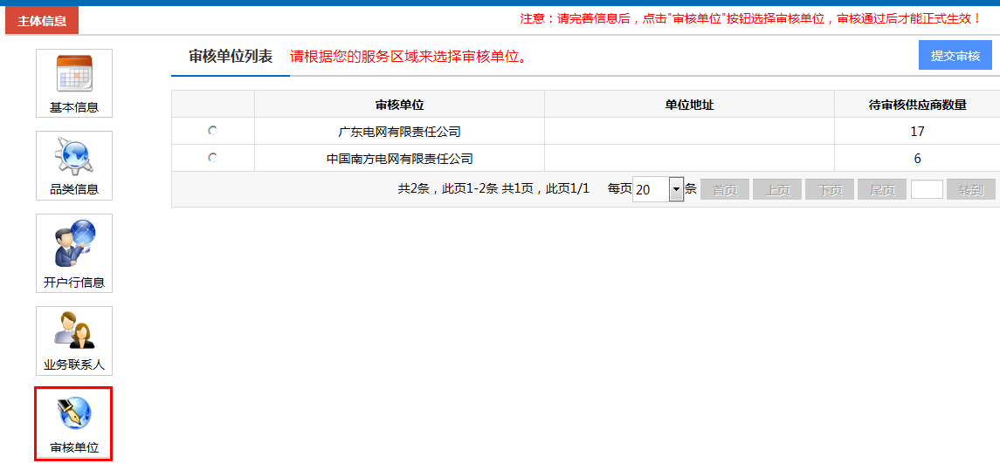 主体信息
注意：请完善信息后，点击"审核单位"按钮选择审核单位，审核通过后才能正式生效！
基本信息
品类信息
开户行信息
业务联系人
审核单位
审核单位列表 请根据您的服务区域来选择审核单位。
提交审核
审核单位 单位地址 待审核供应商数量
广东电网有限责任公司 17
中国南方电网有限责任公司 6
共2条，此页1-2条 共1页，此页1/1 每页 20 条 首页 上页 下页 尾页 转到